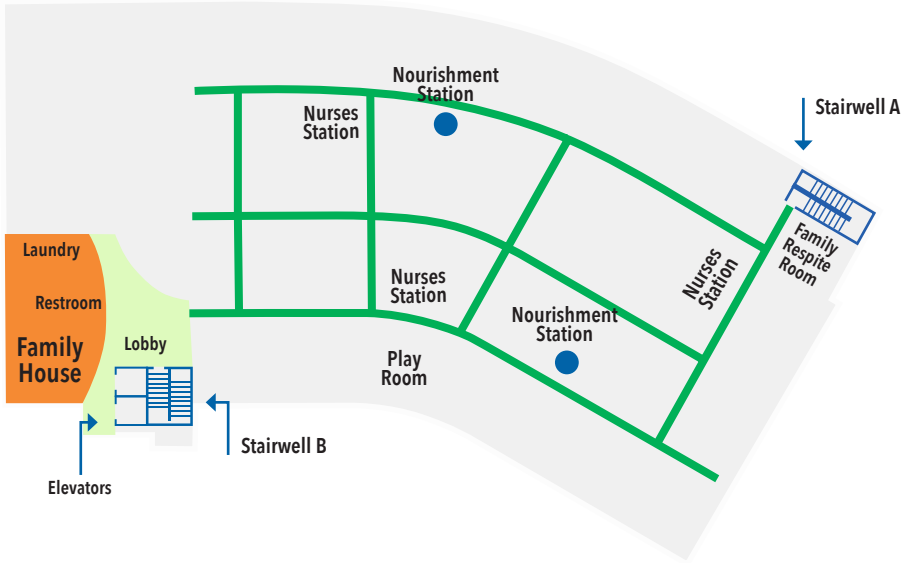 Nourishment
Station
Nurses
Station
Stairwell A
Family
Respite
Room
Nurses
Station
Laundry
Restroom
Family
House
Lobby
Nurses
Station
Nourishment
Station
Play
Room
Stairwell B
Elevators